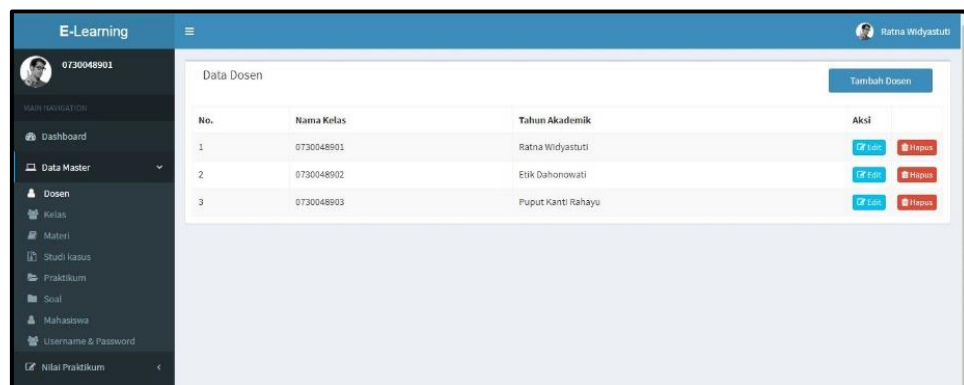 E-Learning
Ratna Widyastuti
0730048901
MAIN NAVIGATION
Dashboard
Data Master
Dosen
Kelas
Materi
Studi kasus
Praktikum
Soal
Mahasiswa
Username & Password
Nilai Praktikum
Data Dosen
Tambah Dosen
No. Nama Kelas Tahun Akademik Aksi
1 0730048901 Ratna Widyastuti Edit Hapus
2 0730048902 Etik Dahonowati Edit Hapus
3 0730048903 Puput Kanti Rahayu Edit Hapus